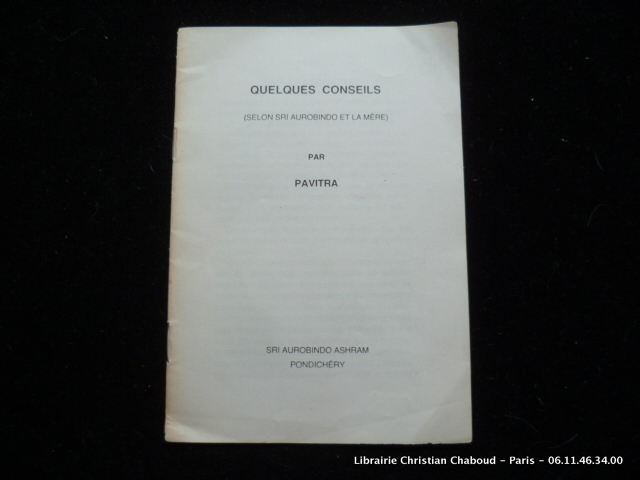 QUELQUES CONSEILS
(SELON SRI AUROBINDO ET LA MÈRE)
PAR
PAVITRA
SRI AUROBINDO ASHRAM
PONDICHÉRY
Librairie Christian Chaboud - Paris - 06.11.46.34.00